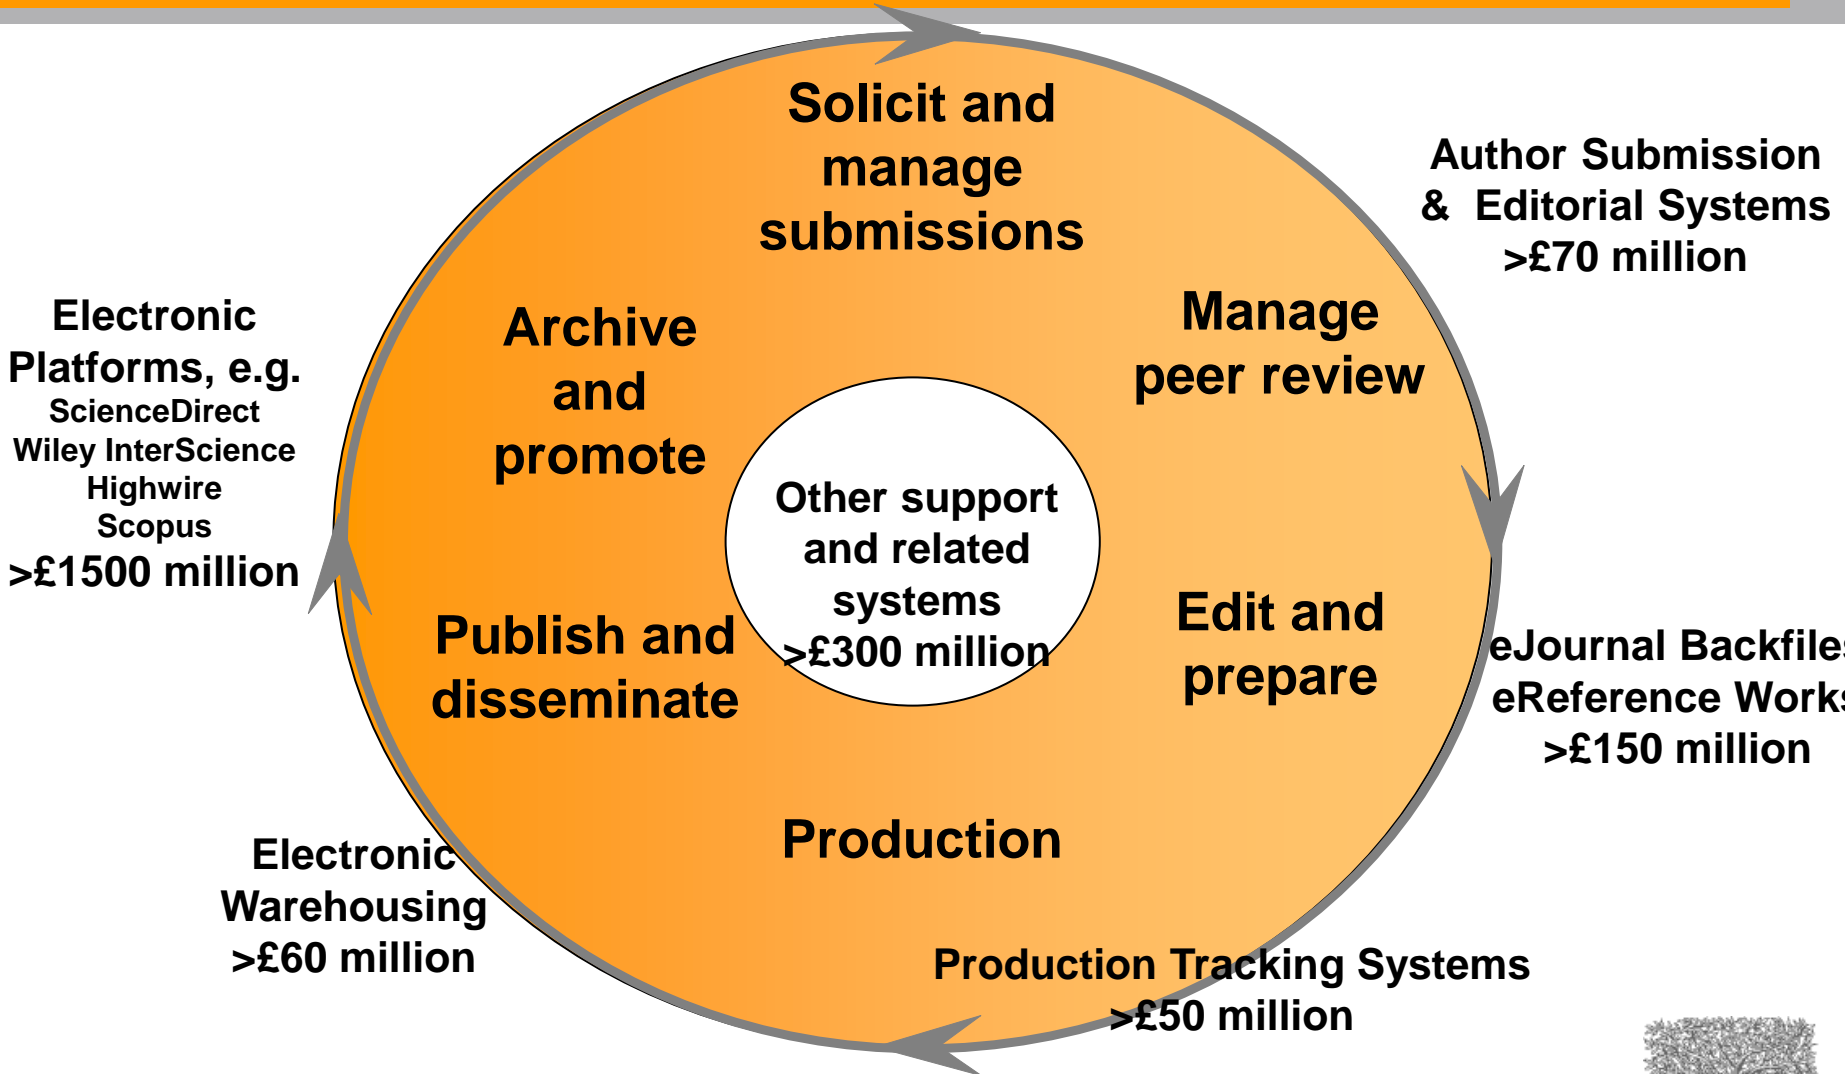 Solicit and
manage
submissions
Author Submission
& Editorial Systems
>£70 million
Manage
peer review
Electronic
Platforms, e.g.
ScienceDirect
Wiley InterScience
Highwire
Scopus
>£1500 million
Archive
and
promote
Other support
and related
systems
>£300 million
Edit and
prepare
eJournal Backfiles
eReference Works
>£150 million
Publish and
disseminate
Production
Electronic
Warehousing
>£60 million
Production Tracking Systems
>£50 million